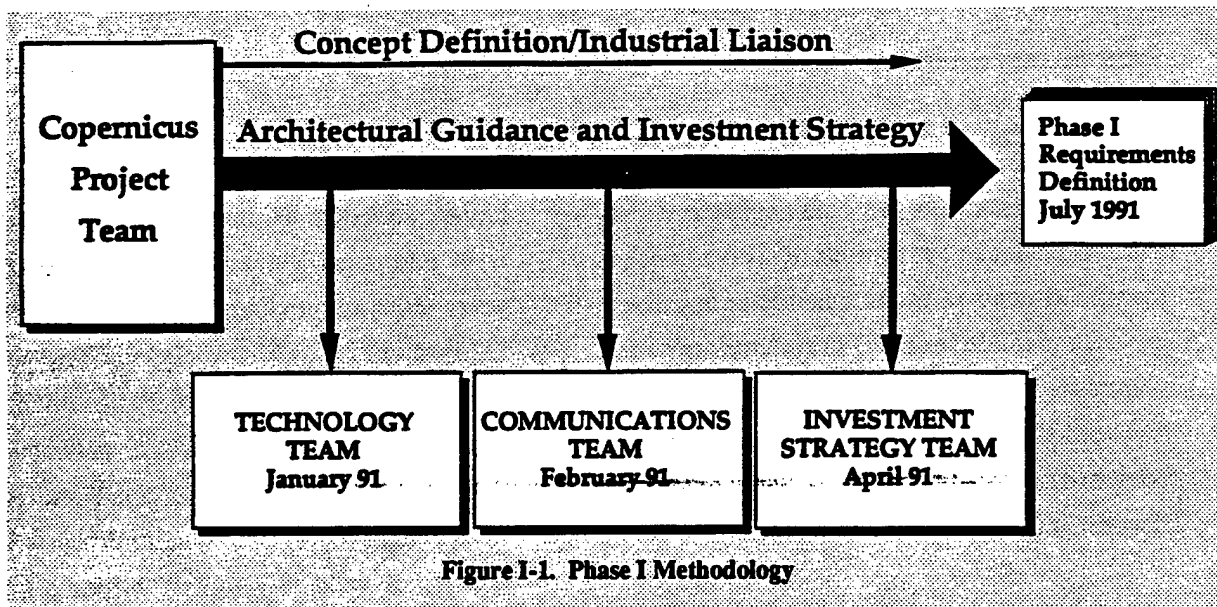 Concept Definition/Industrial Liaison
Copernicus
Project
Team
Architectural Guidance and Investment Strategy
Phase I
Requirements
Definition
July 1991
TECHNOLOGY
TEAM
January 91
COMMUNICATIONS
TEAM
February 91
INVESTMENT
STRATEGY TEAM
April 91
Figure I-1. Phase I Methodology